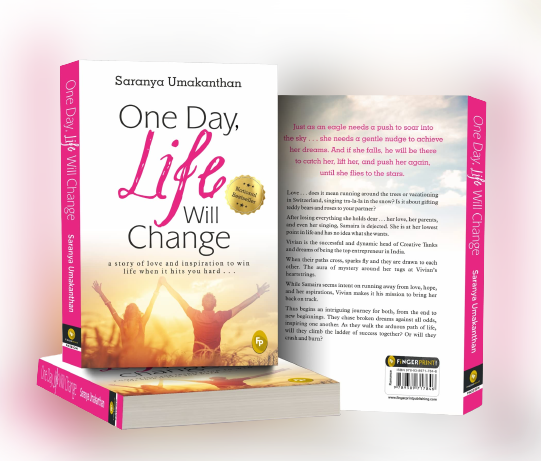 One Day, Life Will Change
Saranya Umakanthan
Saranya Umakanthan
One Day,
Life
Will
Change
National
Bestseller
a story of love and inspiration to win
life when it hits you hard . . .
Fp
One Day, Life Will Change
Saranya Umakanthan
Just as an eagle needs a push to soar into
the sky . . . she needs a gentle nudge to achieve
her dreams. And if she falls, he will be there
to catch her, lift her, and push her again,
until she flies to the stars.
Love . . . does it mean running around the trees or vacationing
in Switzerland, singing tra-la-la in the snow? Is it about gifting
teddy bears and roses to your partner?
After losing everything she holds dear . . . her love, her parents,
and even her singing, Samaira is dejected. She is at her lowest
point in life and has no idea what she wants.
Vivian is the successful and dynamic head of Creative Tanks
and dreams of being the top entrepreneur in India.
When their paths cross, sparks fly and they are drawn to each
other. The aura of mystery around her tugs at Vivian's
heartstrings.
While Samaira seems intent on running away from love, hope,
and her aspirations, Vivian makes it his mission to bring her
back on track.
Thus begins an intriguing journey for both, from the end to
new beginnings. They chase broken dreams against all odds,
inspiring one another. As they walk the arduous path of life,
will they climb the ladder of success together? Or will they
crash and burn?
FiNGERPRINT!
www.fingerprintpublishing.com
One Day, Life Will Change
Saranya Umakanthan